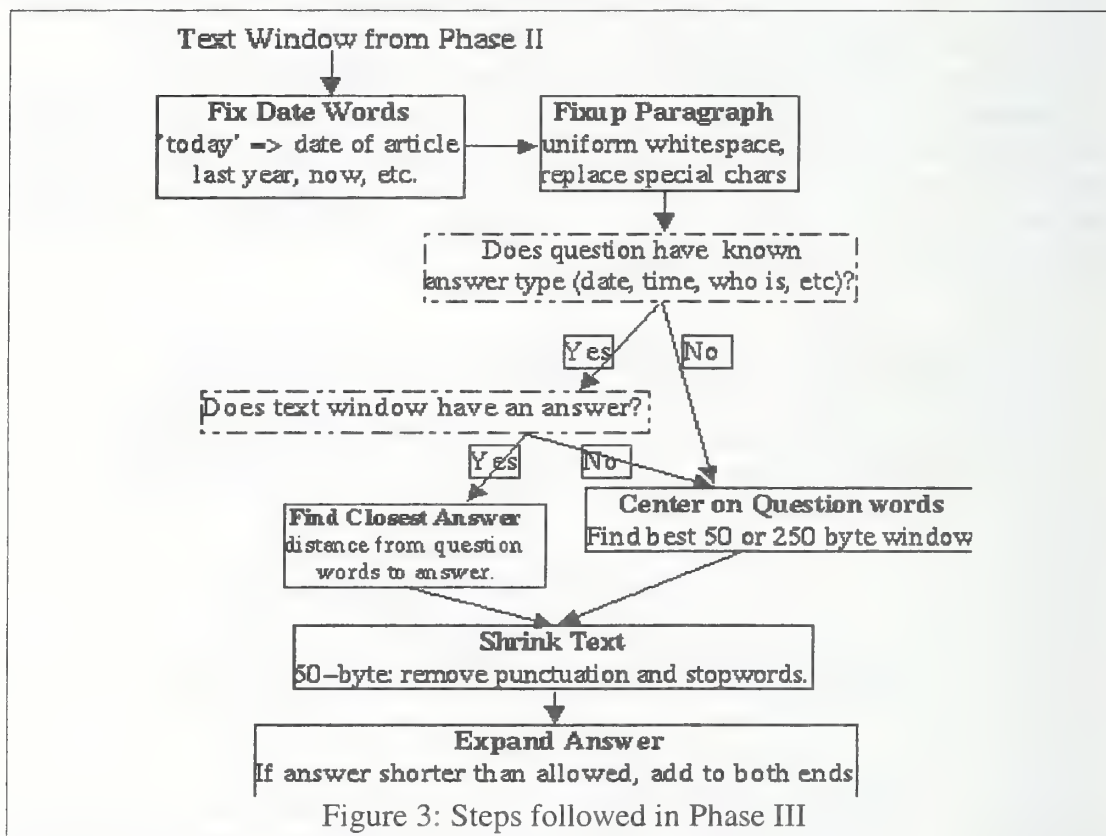 Text Window from Phase II
Fix Date Words
'today' => date of article
last year, now, etc.
Fixup Paragraph
uniform whitespace,
replace special chars
Does question have known
answer type (date, time, who is, etc)?
Yes
No
Does text window have an answer?
Yes
No
Find Closest Answer
distance from question
words to answer.
Center on Question words
Find best 50 or 250 byte window
Shrink Text
50-byte: remove punctuation and stopwords.
Expand Answer
If answer shorter than allowed, add to both ends
Figure 3: Steps followed in Phase III